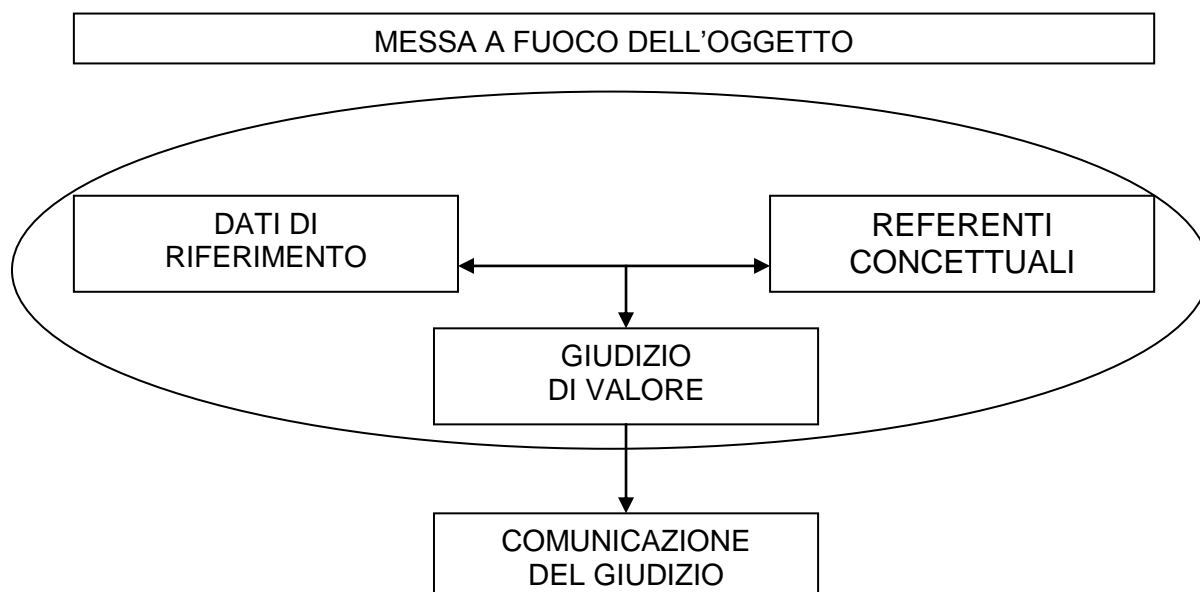 MESSA A FUOCO DELL’OGGETTO
DATI DI
RIFERIMENTO
REFERENTI
CONCETTUALI
GIUDIZIO
DI VALORE
COMUNICAZIONE
DEL GIUDIZIO